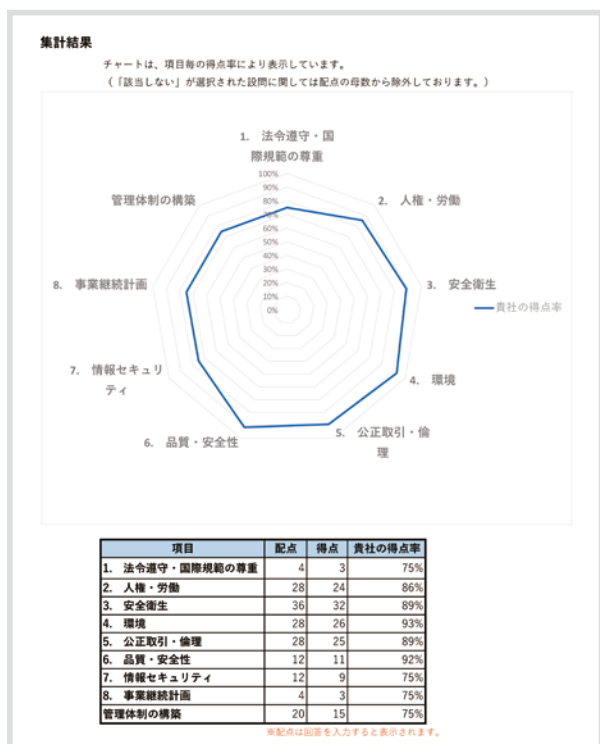 集計結果
チャートは、項目毎の得点率により表示しています。
（「該当しない」が選択された設問に関しては配点の母数から除外しております。）
1. 法令遵守・国
際規範の尊重
100%
90%
80%
70%
60%
50%
40%
30%
20%
10%
0%
管理体制の構築
2. 人権・労働
8. 事業継続計画
3. 安全衛生
貴社の得点率
7. 情報セキュリ
ティ
4. 環境
6. 品質・安全性
5. 公正取引・倫
理
項目 配点 得点 貴社の得点率
1. 法令遵守・国際規範の尊重 4 3 75%
2. 人権・労働 28 24 86%
3. 安全衛生 36 32 89%
4. 環境 28 26 93%
5. 公正取引・倫理 28 25 89%
6. 品質・安全性 12 11 92%
7. 情報セキュリティ 12 9 75%
8. 事業継続計画 4 3 75%
管理体制の構築 20 15 75%
※配点は回答を入力すると表示されます。